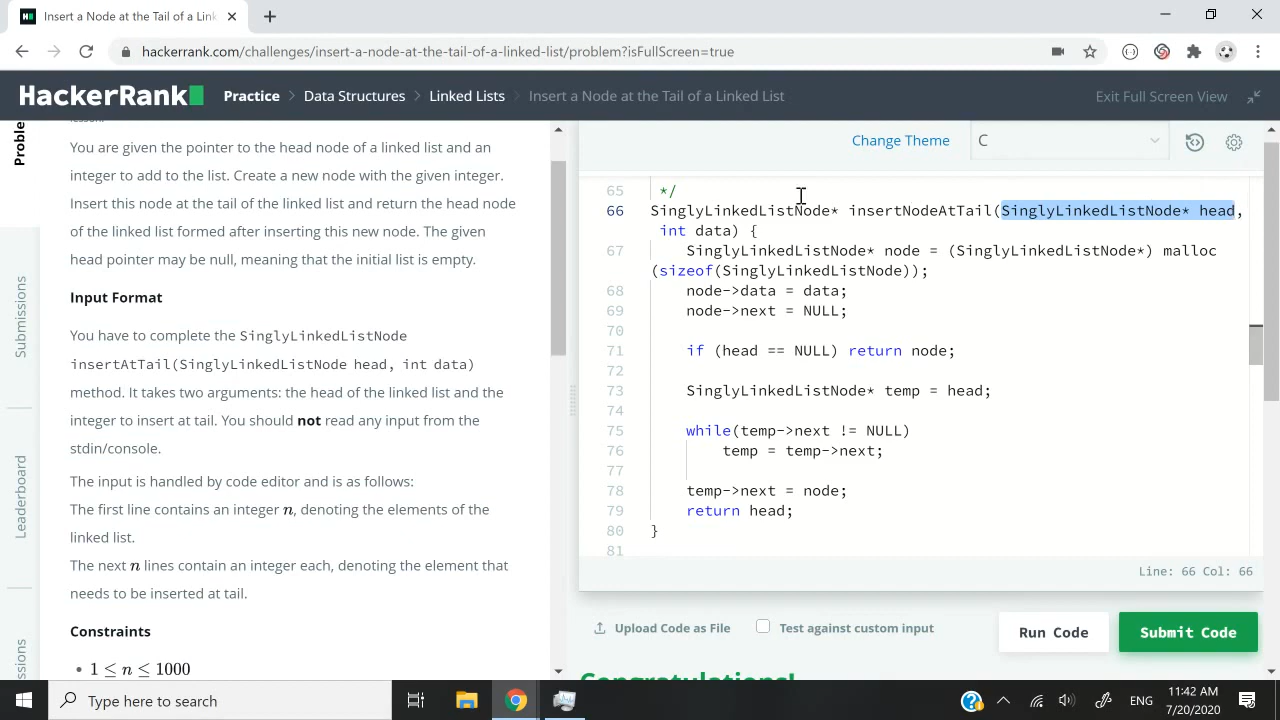 Insert a Node at the Tail of a Link
hackerrank.com/challenges/insert-a-node-at-the-tail-of-a-linked-list/problem?isFullScreen=true
HackerRank
Practice > Data Structures > Linked Lists > Insert a Node at the Tail of a Linked List
Exit Full Screen View
Proble
Submissions
Leaderboard
lesson.
You are given the pointer to the head node of a linked list and an
integer to add to the list. Create a new node with the given integer.
Insert this node at the tail of the linked list and return the head node
of the linked list formed after inserting this new node. The given
head pointer may be null, meaning that the initial list is empty.
Input Format
You have to complete the SinglyLinkedListNode
insertAtTail(SinglyLinkedListNode head, int data)
method. It takes two arguments: the head of the linked list and the
integer to insert at tail. You should not read any input from the
stdin/console.
The input is handled by code editor and is as follows:
The first line contains an integer n, denoting the elements of the
linked list.
The next n lines contain an integer each, denoting the element that
needs to be inserted at tail.
Constraints
• 1 ≤ n ≤ 1000
Change Theme
C
65 */
66 SinglyLinkedListNode* insertNodeAtTail(SinglyLinkedListNode* head,
int data) {
67 SinglyLinkedListNode* node = (SinglyLinkedListNode*) malloc
(sizeof(SinglyLinkedListNode));
68 node->data = data;
69 node->next = NULL;
70
71 if (head == NULL) return node;
72
73 SinglyLinkedListNode* temp = head;
74
75 while(temp->next != NULL)
76 temp = temp->next;
77
78 temp->next = node;
79 return head;
80 }
81
Line: 66 Col: 66
Upload Code as File
Test against custom input
Run Code
Submit Code
Congratulations!
Type here to search
ENG
11:42 AM
7/20/2020